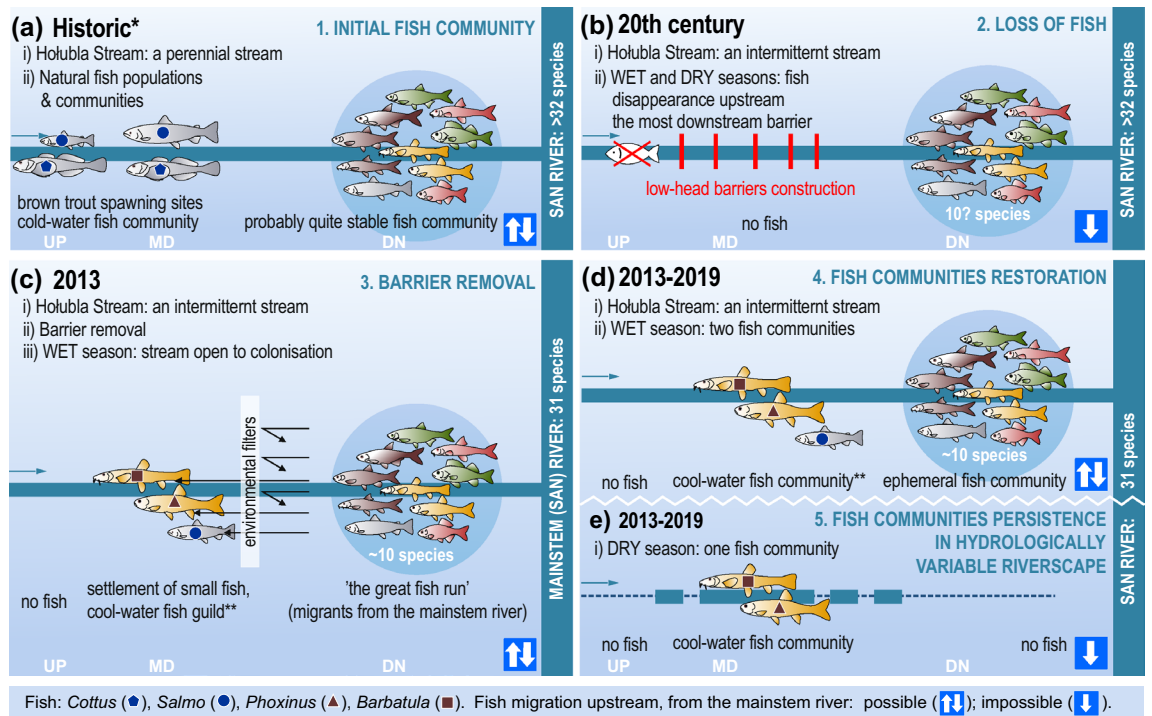 (a) Historic*
1. INITIAL FISH COMMUNITY
i) Hołubla Stream: a perennial stream
ii) Natural fish populations
& communities
brown trout spawning sites
cold-water fish community
probably quite stable fish community
UP
MD
DN
SAN RIVER: >32 species
(b) 20th century
2. LOSS OF FISH
i) Hołubla Stream: an intermitternt stream
ii) WET and DRY seasons: fish
disappearance upstream
the most downstream barrier
low-head barriers construction
no fish
10? species
UP
MD
DN
SAN RIVER: >32 species
(c) 2013
3. BARRIER REMOVAL
i) Hołubla Stream: an intermitternt stream
ii) Barrier removal
iii) WET season: stream open to colonisation
environmental filters
~10 species
no fish
settlement of small fish,
cool-water fish guild**
'the great fish run'
(migrants from the mainstem river)
UP
MD
DN
MAINSTEM (SAN) RIVER: 31 species
(d) 2013-2019
4. FISH COMMUNITIES RESTORATION
i) Hołubla Stream: an intermitternt stream
ii) WET season: two fish communities
~10 species
no fish
cool-water fish community**
ephemeral fish community
(e) 2013-2019
5. FISH COMMUNITIES PERSISTENCE
IN HYDROLOGICALLY
VARIABLE RIVERSCAPE
i) DRY season: one fish community
no fish
cool-water fish community
no fish
UP
MD
DN
SAN RIVER: 31 species
Fish: Cottus (⬟), Salmo (●), Phoxinus (▲), Barbatula (■). Fish migration upstream, from the mainstem river: possible (⇅); impossible (⬇).